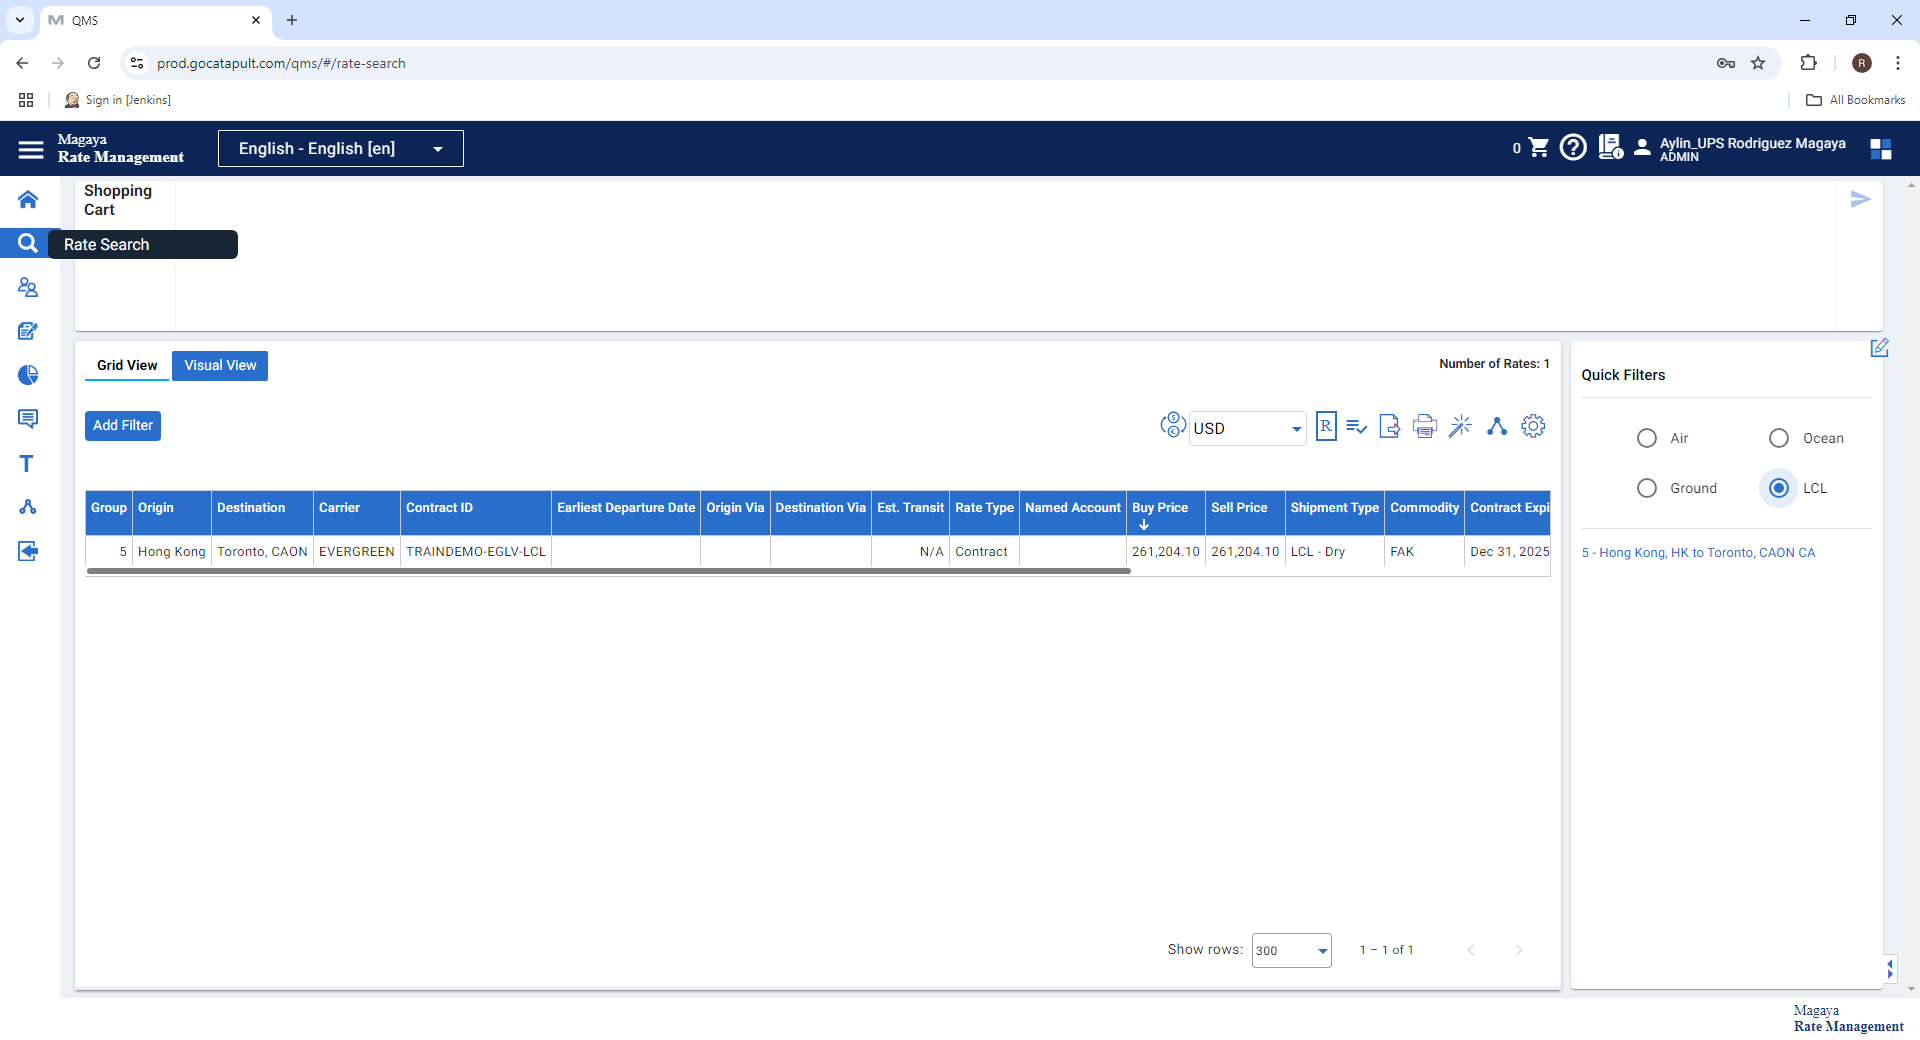 QMS
prod.gocatapult.com/qms/#/rate-search
Sign in [Jenkins]
All Bookmarks
R
Magaya
Rate Management
English - English [en]
0
Aylin_UPS Rodriguez Magaya
ADMIN
Shopping
Cart
Rate Search
Grid View
Visual View
Number of Rates: 1
Quick Filters
Add Filter
USD
R
Air
Ocean
Ground
LCL
Group Origin Destination Carrier Contract ID Earliest Departure Date Origin Via Destination Via Est. Transit Rate Type Named Account Buy Price Sell Price Shipment Type Commodity Contract Expi
5 Hong Kong Toronto, CAON EVERGREEN TRAINDEMO-EGLV-LCL N/A Contract 261,204.10 261,204.10 LCL - Dry FAK Dec 31, 2025
5 - Hong Kong, HK to Toronto, CAON CA
T
Show rows: 300 1 – 1 of 1
Magaya
Rate Management